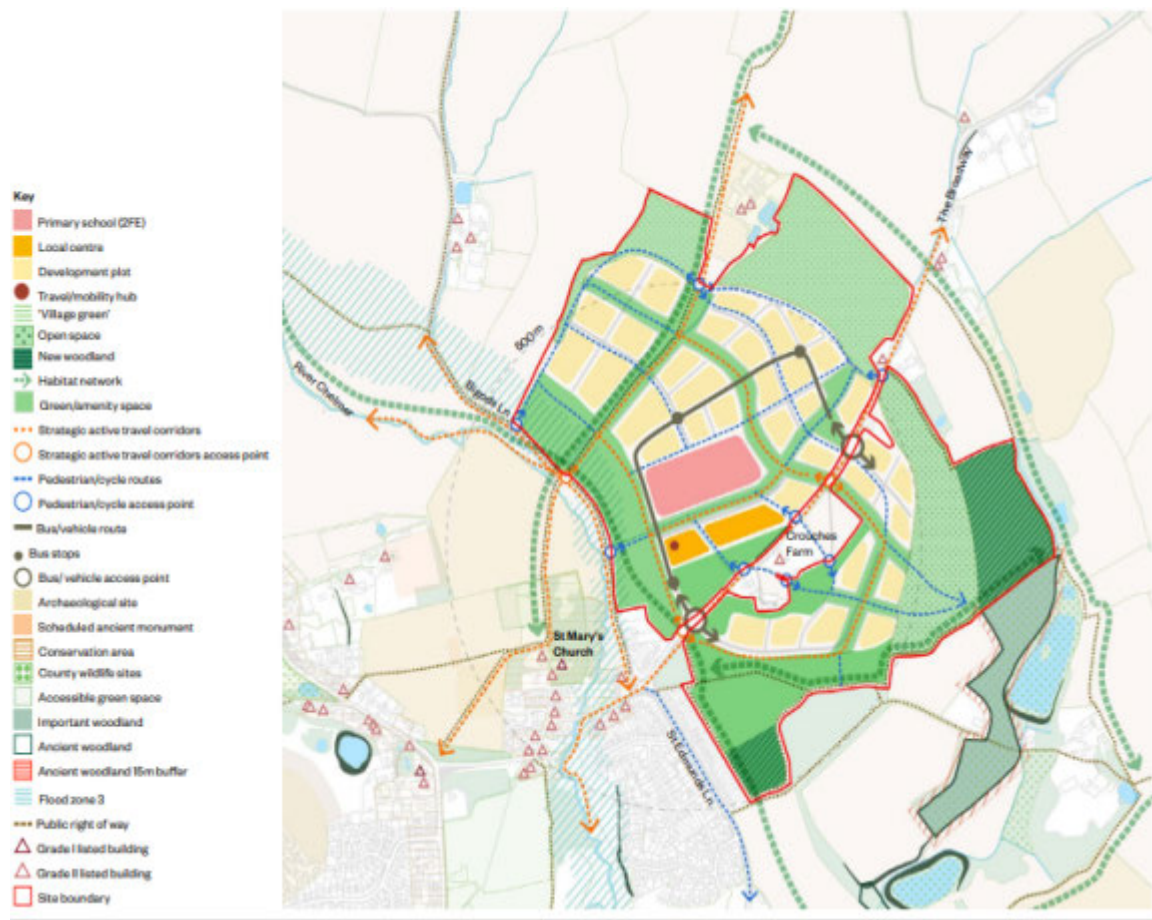 Key
Primary school (2FE)
Local centre
Development plot
Travel/mobility hub
'Village green'
Open space
New woodland
Habitat network
Green/amenity space
Strategic active travel corridors
Strategic active travel corridors access point
Pedestrian/cycle routes
Pedestrian/cycle access point
Bus/vehicle route
Bus stops
Bus/ vehicle access point
Archaeological site
Scheduled ancient monument
Conservation area
County wildlife sites
Accessible green space
Important woodland
Ancient woodland
Ancient woodland 15m buffer
Flood zone 3
Public right of way
Grade I listed building
Grade II listed building
Site boundary
The Broadway
800m
River Chelmer
Bigods Ln.
Crouches
Farm
St Mary's
Church
St Edmunds Ln.